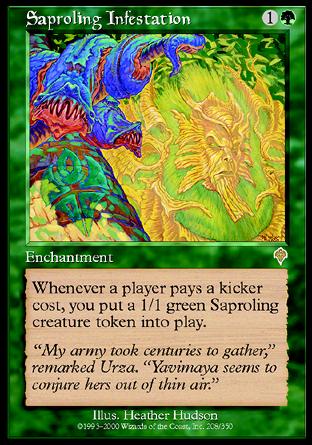 Saproling Infestation 1
Enchantment
Whenever a player pays a kicker
cost, you put a 1/1 green Saproling
creature token into play.
“My army took centuries to gather,”
remarked Urza. “Yavimaya seems to
conjure hers out of thin air.”
Illus. Heather Hudson
©1993–2000 Wizards of the Coast, Inc. 208/350